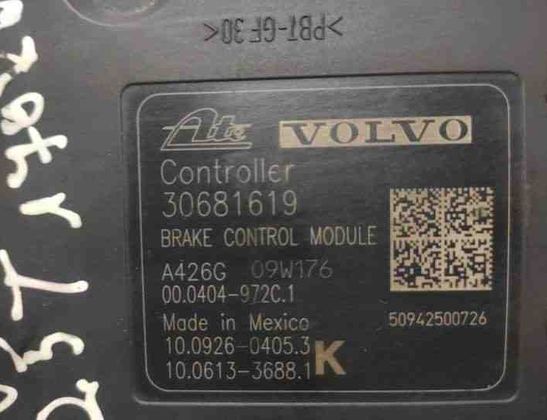 >PBT-GF30<
Ate VOLVO
Controller
30681619
BRAKE CONTROL MODULE
A426G 09W176
00.0404-972C.1
Made in Mexico 50942500726
10.0926-0405.3 K
10.0613-3688.1